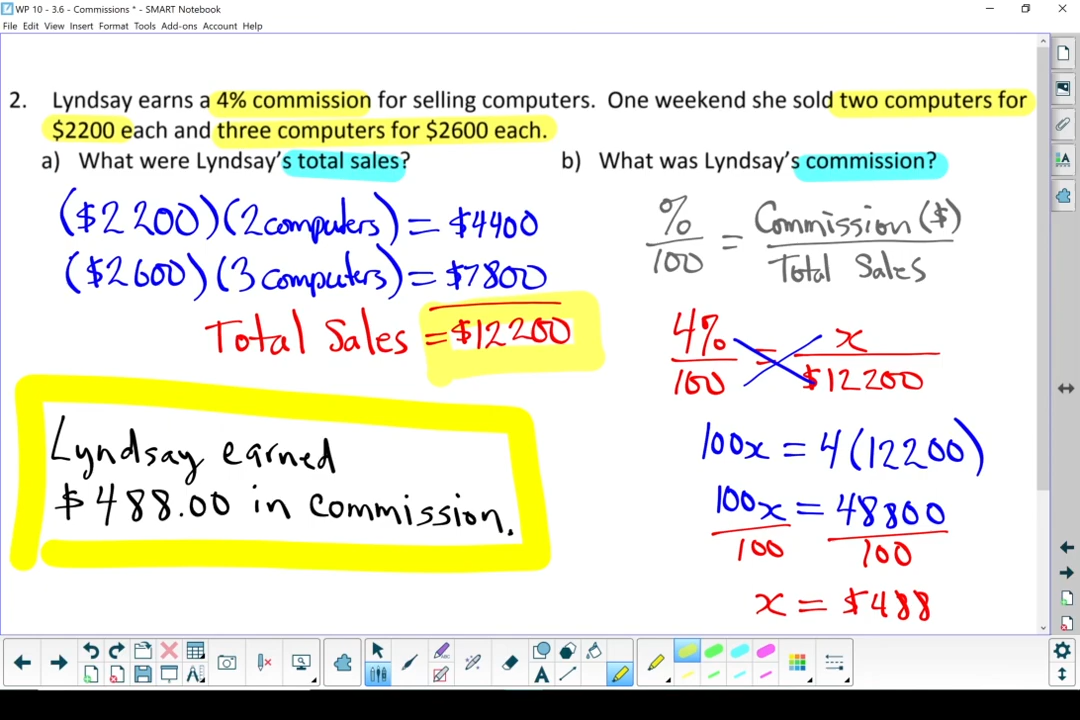 WP 10 - 3.6 - Commissions * - SMART Notebook
File Edit View Insert Format Tools Add-ons Account Help
2. Lyndsay earns a 4% commission for selling computers. One weekend she sold two computers for
$2200 each and three computers for $2600 each.
a) What were Lyndsay's total sales?
($2200)(2 computers) = $4400
($2600)(3 computers) = $7800
Total Sales = $12200
Lyndsay earned
$488.00 in commission.
b) What was Lyndsay's commission?
%/100 = Commission ($)/Total Sales
4%/100 = x/$12200
100x = 4(12200)
100x/100 = 48800/100
x = $488